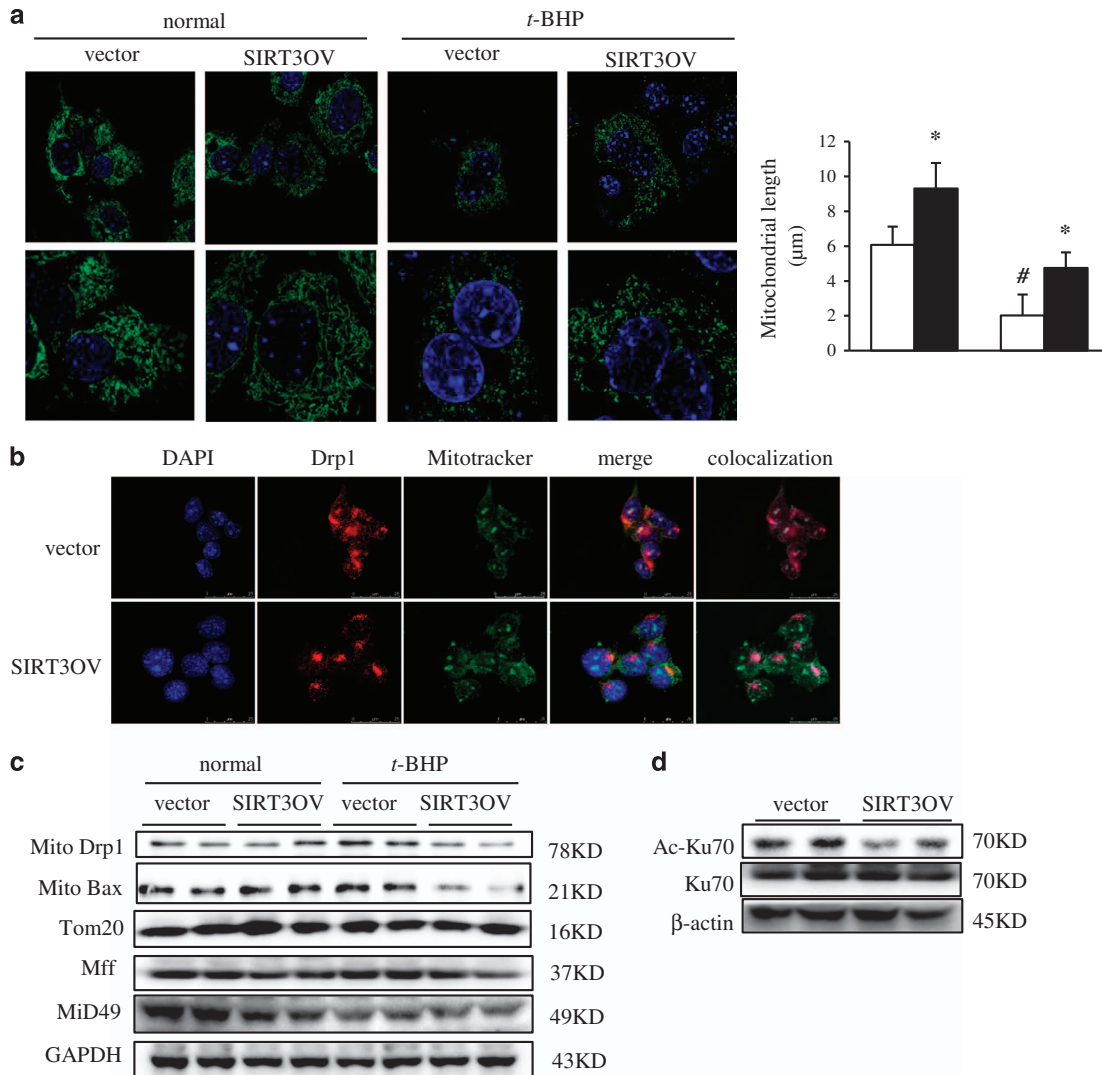 a
normal
t-BHP
vector
SIRT3OV
vector
SIRT3OV
Mitochondrial length
(µm)
12
10
8
6
4
2
0
*
#
*
b
DAPI
Drp1
Mitotracker
merge
colocalization
vector
SIRT3OV
c
normal
t-BHP
vector
SIRT3OV
vector
SIRT3OV
Mito Drp1
78KD
Mito Bax
21KD
Tom20
16KD
Mff
37KD
MiD49
49KD
GAPDH
43KD
d
vector
SIRT3OV
Ac-Ku70
70KD
Ku70
70KD
β-actin
45KD